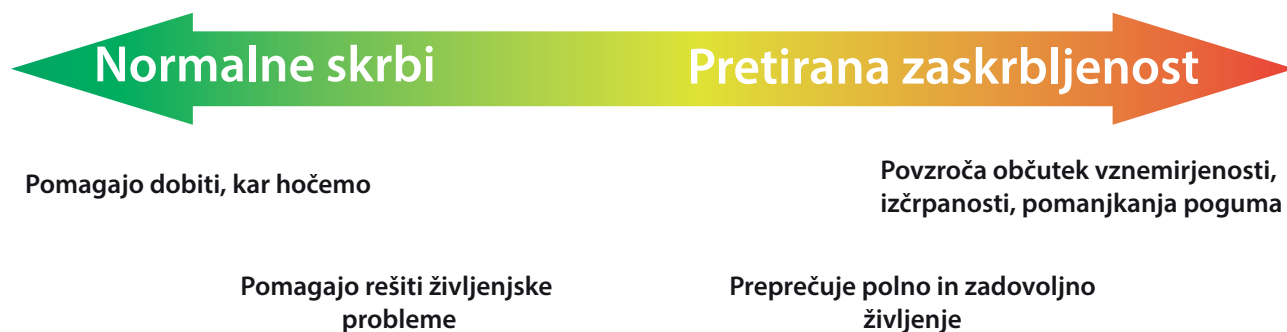 Normalne skrbi
Pretirana zaskrbljenost
Pomagajo dobiti, kar hočemo
Povzroča občutek vznemirjenosti,
izčrpanosti, pomanjkanja poguma
Pomagajo rešiti življenjske
probleme
Preprečuje polno in zadovoljno
življenje